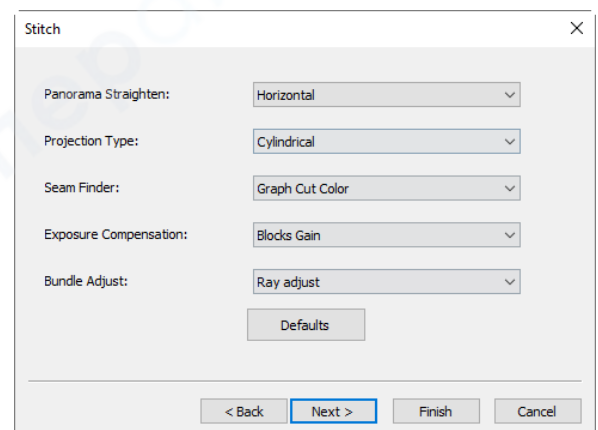 Stitch
Panorama Straighten: Horizontal
Projection Type: Cylindrical
Seam Finder: Graph Cut Color
Exposure Compensation: Blocks Gain
Bundle Adjust: Ray adjust
Defaults
< Back Next > Finish Cancel